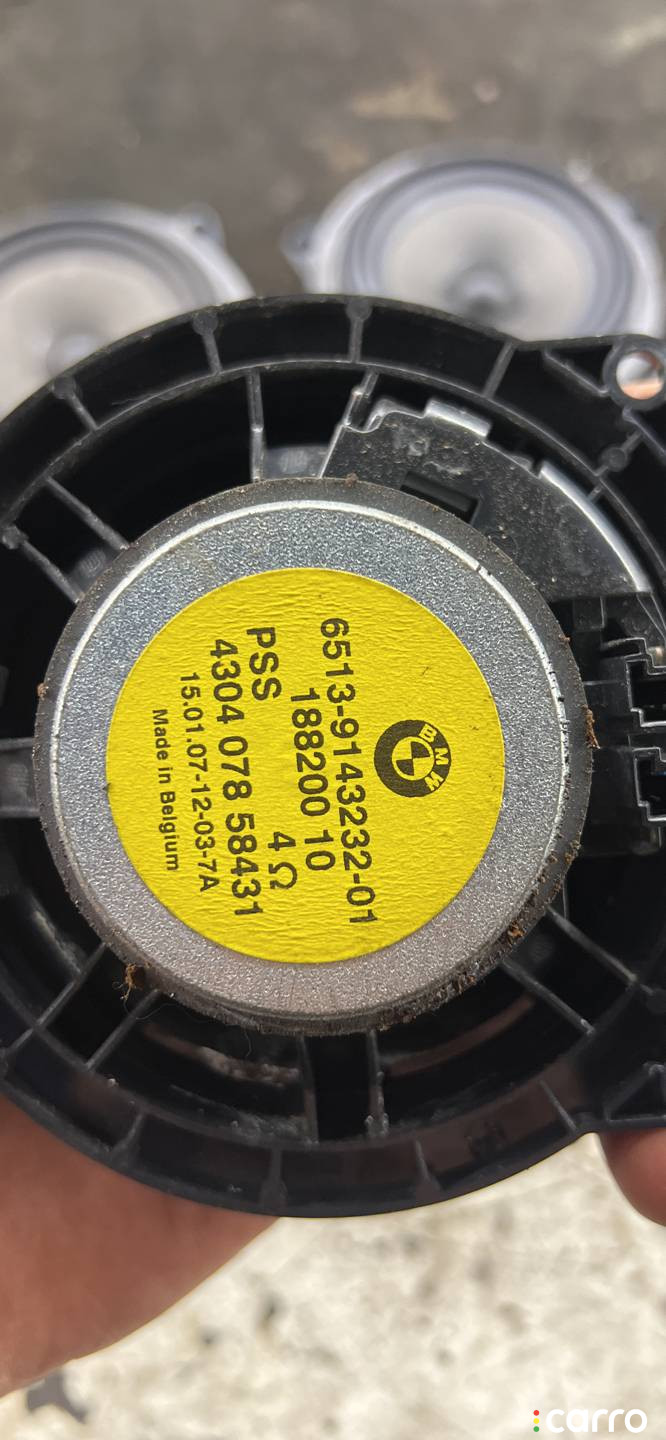 BMW
6513-9143232-01
188200 10
PSS 4Ω
4304 078 58431
15.01.07-12-03-7A
Made in Belgium
carro